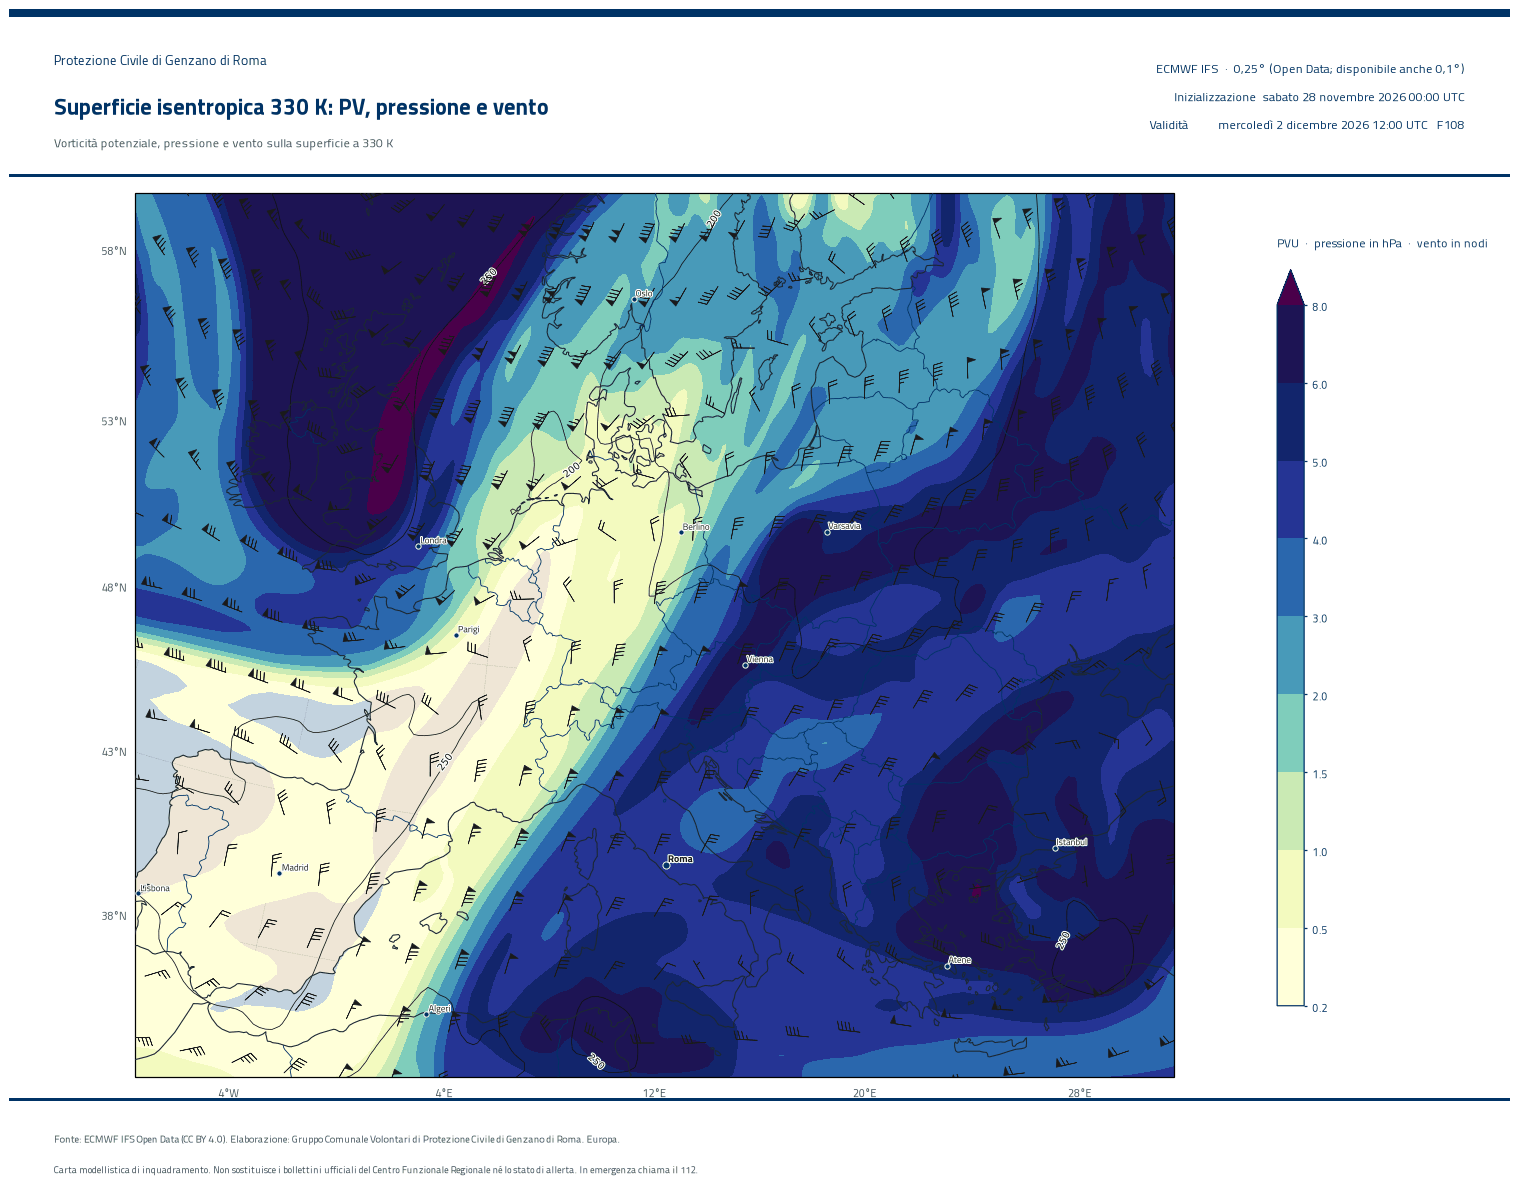 Protezione Civile di Genzano di Roma
Superficie isentropica 330 K: PV, pressione e vento
Vorticità potenziale, pressione e vento sulla superficie a 330 K
ECMWF IFS · 0,25° (Open Data; disponibile anche 0,1°)
Inizializzazione sabato 28 novembre 2026 00:00 UTC
Validità mercoledì 2 dicembre 2026 12:00 UTC F108
PVU · pressione in hPa · vento in nodi
8.0
6.0
5.0
4.0
3.0
2.0
1.5
1.0
0.5
0.2
58°N
53°N
48°N
43°N
38°N
4°W
4°E
12°E
20°E
28°E
200
250
Oslo
200
Londra
Berlino
Varsavia
Parigi
Vienna
250
Istanbul
Roma
Madrid
Lisbona
250
Atene
Algeri
250
Fonte: ECMWF IFS Open Data (CC BY 4.0). Elaborazione: Gruppo Comunale Volontari di Protezione Civile di Genzano di Roma. Europa.
Carta modellistica di inquadramento. Non sostituisce i bollettini ufficiali del Centro Funzionale Regionale né lo stato di allerta. In emergenza chiama il 112.